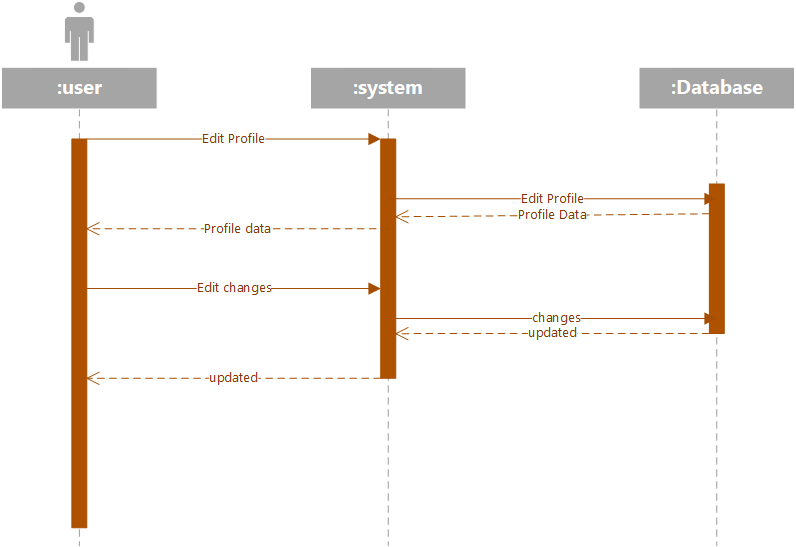 :user
:system
:Database
Edit Profile
Edit Profile
Profile Data
Profile data
Edit changes
changes
updated
updated